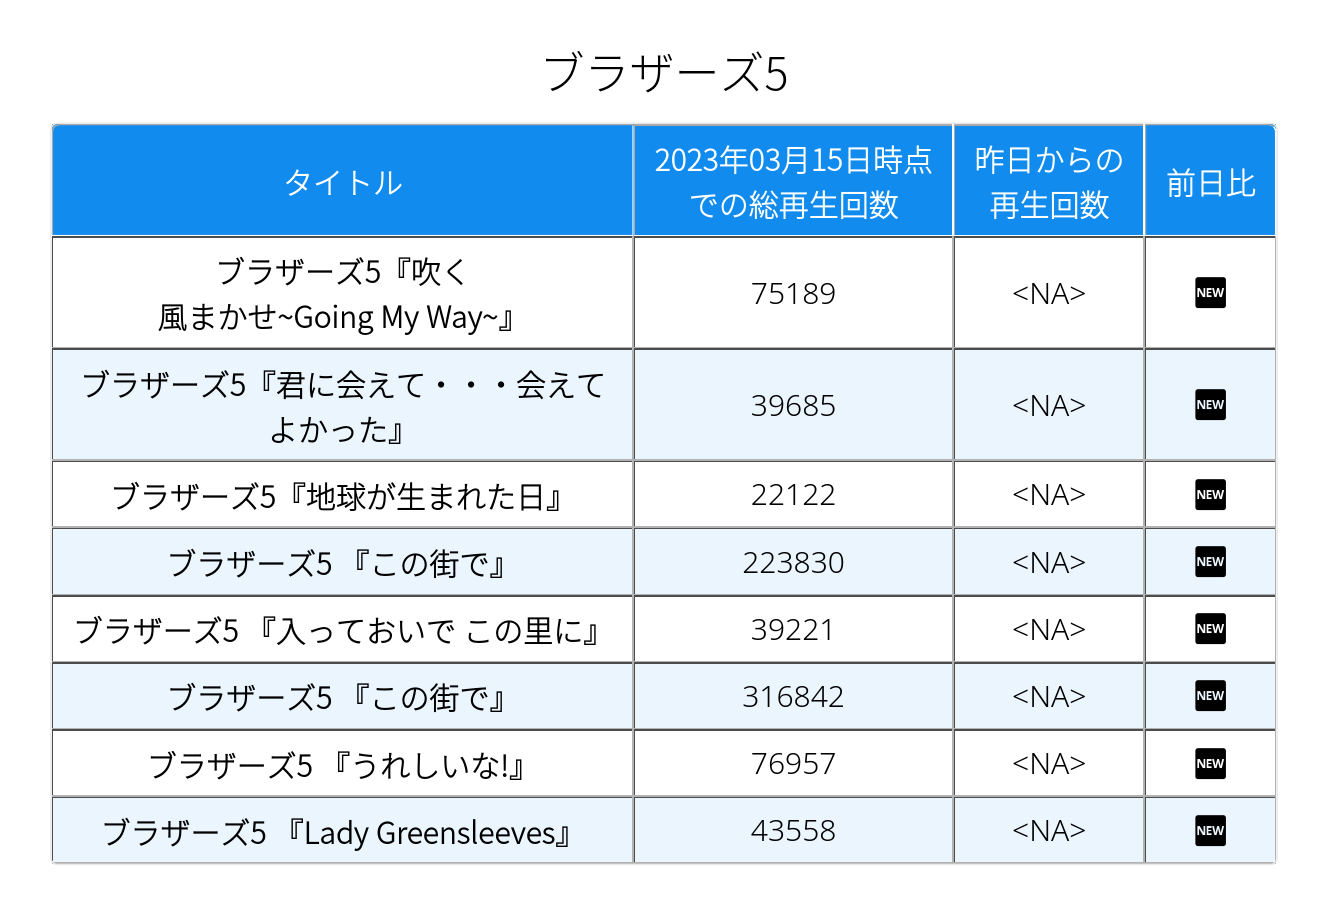 ブラザーズ5
タイトル
2023年03月15日時点
での総再生回数
昨日からの
再生回数
前日比
ブラザーズ5『吹く
風まかせ~Going My Way~』
75189
<NA>
NEW
ブラザーズ5『君に会えて・・・会えて
よかった』
39685
<NA>
NEW
ブラザーズ5『地球が生まれた日』
22122
<NA>
NEW
ブラザーズ5 『この街で』
223830
<NA>
NEW
ブラザーズ5 『入っておいで この里に』
39221
<NA>
NEW
ブラザーズ5 『この街で』
316842
<NA>
NEW
ブラザーズ5 『うれしいな!』
76957
<NA>
NEW
ブラザーズ5 『Lady Greensleeves』
43558
<NA>
NEW